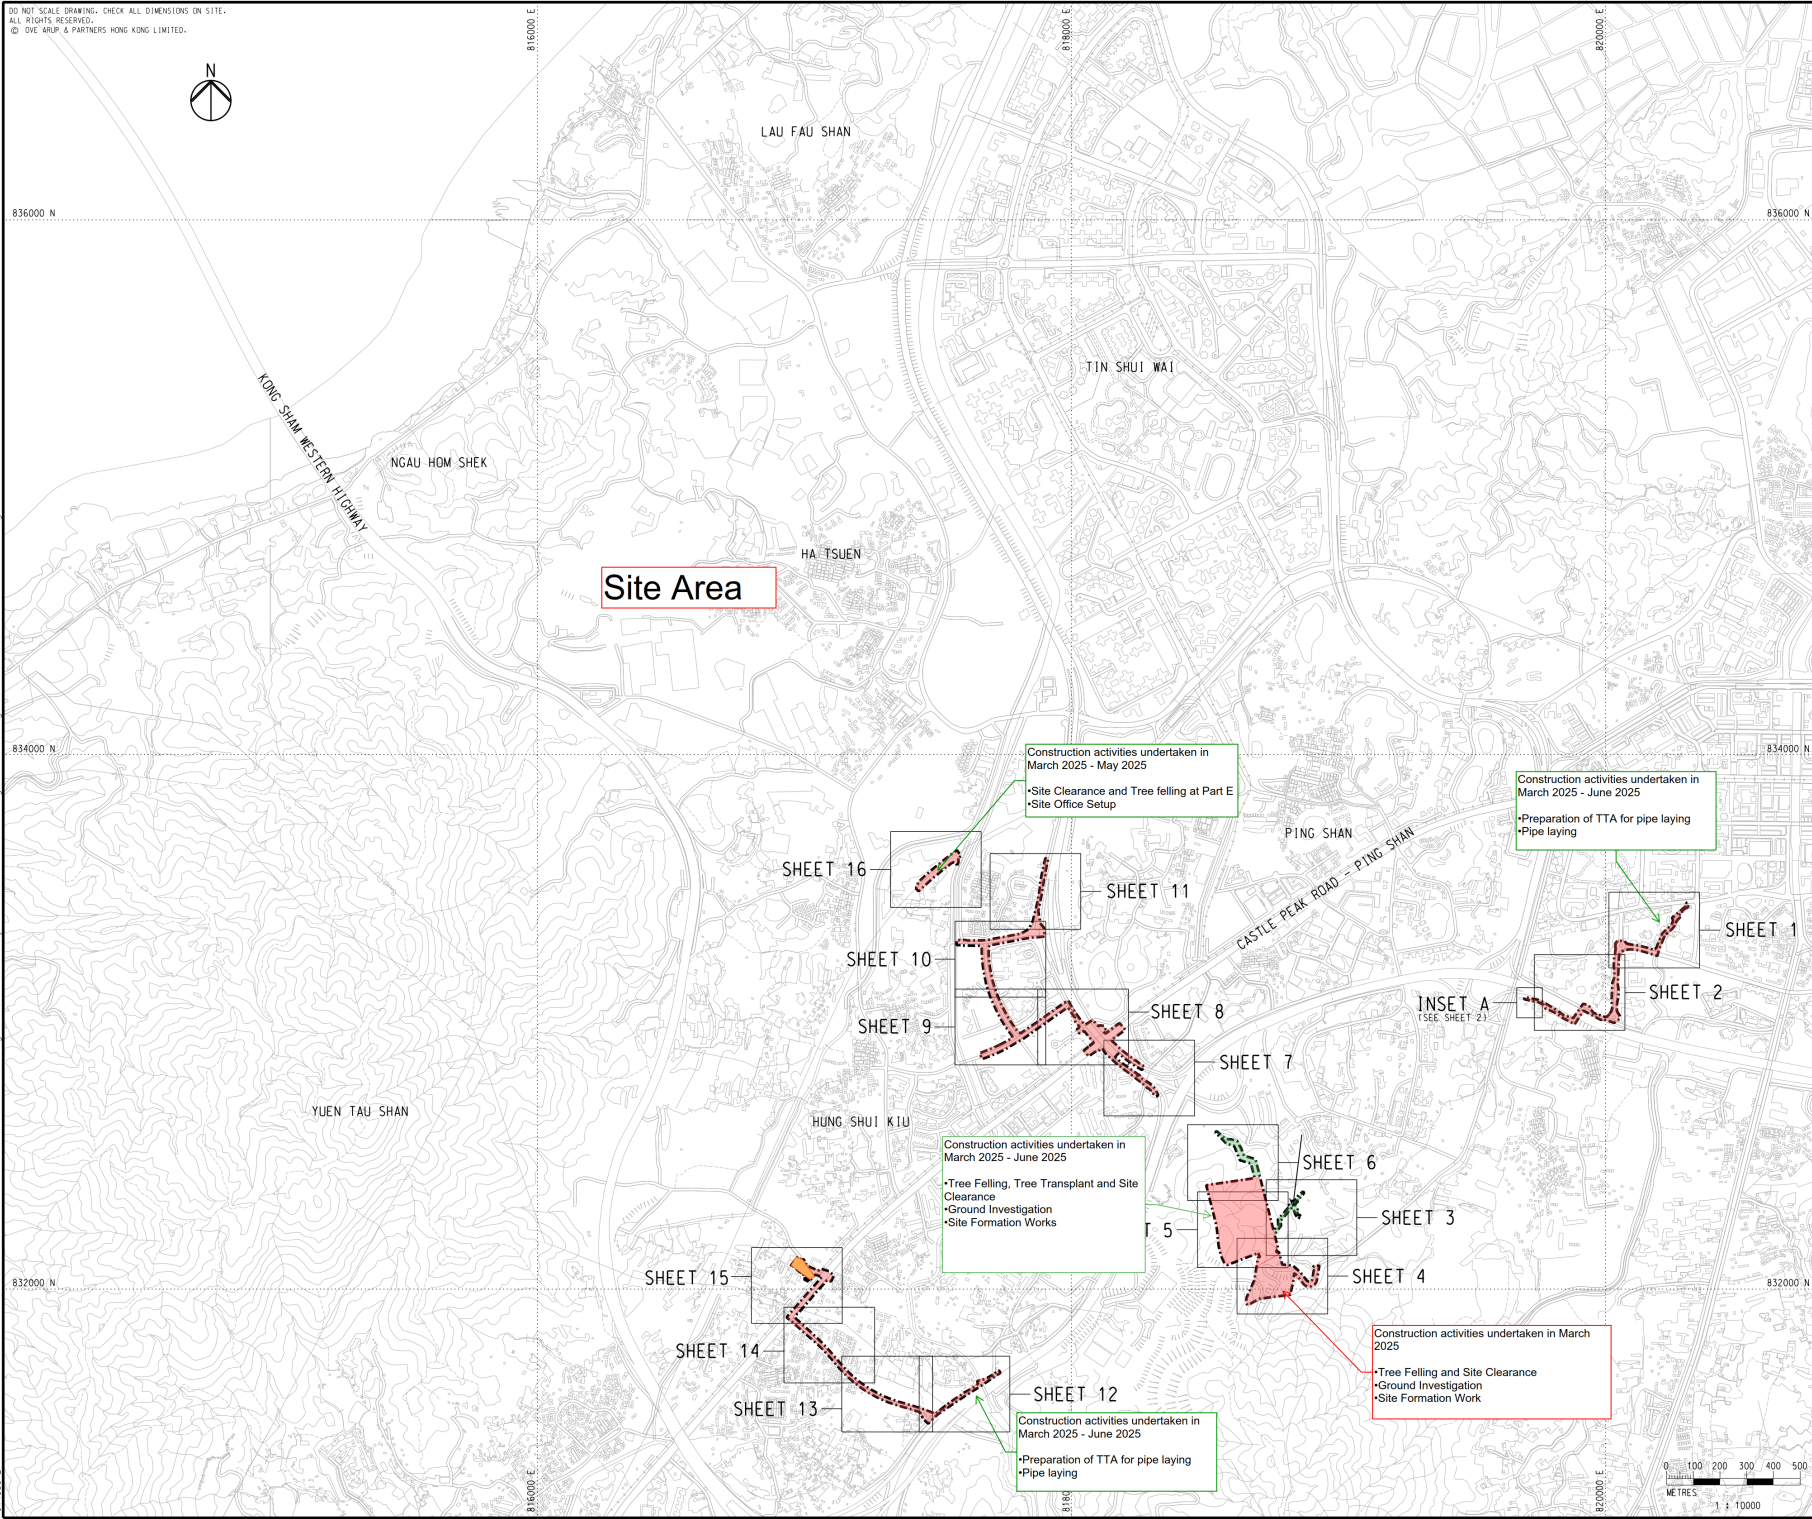 DO NOT SCALE DRAWING. CHECK ALL DIMENSIONS ON SITE.
ALL RIGHTS RESERVED.
© OVE ARUP & PARTNERS HONG KONG LIMITED.
N
816000 E
818000 E
820000 E
LAU FAU SHAN
836000 N
836000 N
TIN SHUI WAI
KONG SHAM WESTERN HIGHWAY
NGAU HOM SHEK
HA TSUEN
Site Area
834000 N
834000 N
Construction activities undertaken in
March 2025 - May 2025
•Site Clearance and Tree felling at Part E
•Site Office Setup
Construction activities undertaken in
March 2025 - June 2025
•Preparation of TTA for pipe laying
•Pipe laying
PING SHAN
CASTLE PEAK ROAD - PING SHAN
SHEET 16
SHEET 11
SHEET 1
SHEET 10
SHEET 2
INSET A
(SEE SHEET 2)
SHEET 9
SHEET 8
SHEET 7
YUEN TAU SHAN
HUNG SHUI KIU
Construction activities undertaken in
March 2025 - June 2025
•Tree Felling, Tree Transplant and Site
Clearance
•Ground Investigation
•Site Formation Works
SHEET 6
SHEET 3
T 5
SHEET 4
832000 N
832000 N
SHEET 15
SHEET 14
SHEET 13
SHEET 12
Construction activities undertaken in March
2025
•Tree Felling and Site Clearance
•Ground Investigation
•Site Formation Work
Construction activities undertaken in
March 2025 - June 2025
•Preparation of TTA for pipe laying
•Pipe laying
816000 E
8180
820000 E
0 100 200 300 400 500
METRES
1 : 10000